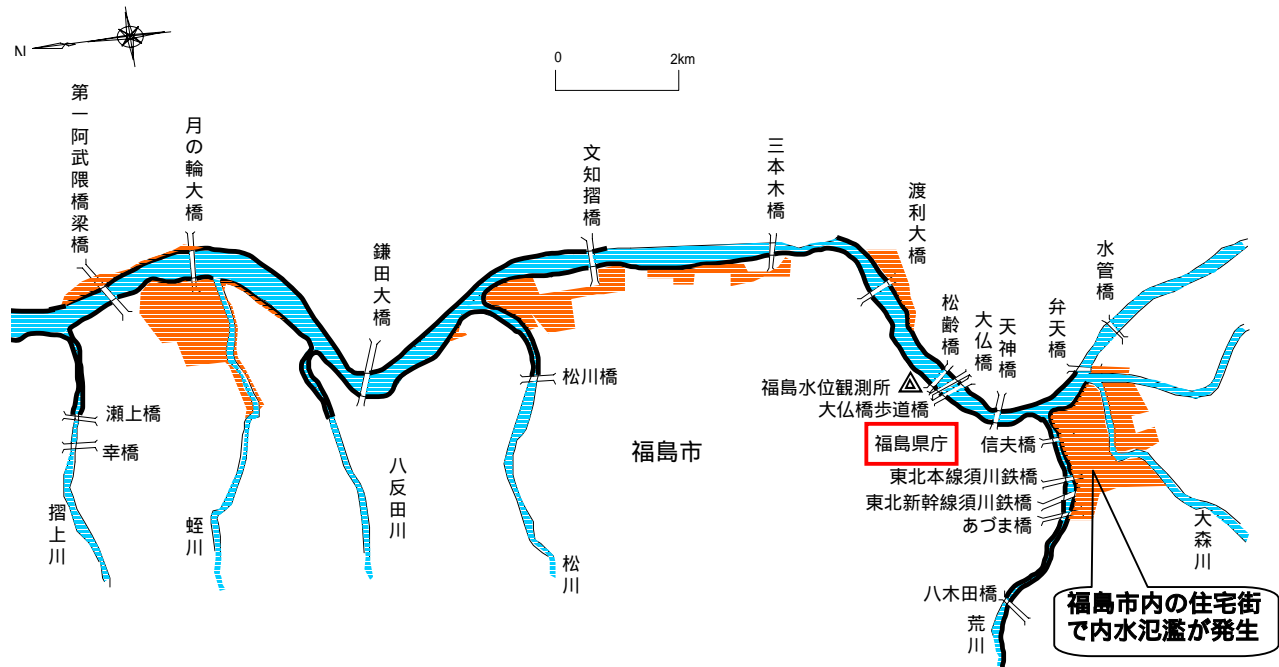 N
0
2km
第一阿武隈橋梁橋
月の輪大橋
鎌田大橋
文知摺橋
三本木橋
渡利大橋
松齢橋
大仏橋
天神橋
弁天橋
水管橋
福島水位観測所
大仏橋歩道橋
福島県庁
信夫橋
東北本線須川鉄橋
東北新幹線須川鉄橋
あづま橋
八木田橋
荒川
大森川
福島市内の住宅街
で内水氾濫が発生
福島市
松川橋
松川
八反田川
蛭川
瀬上橋
幸橋
摺上川